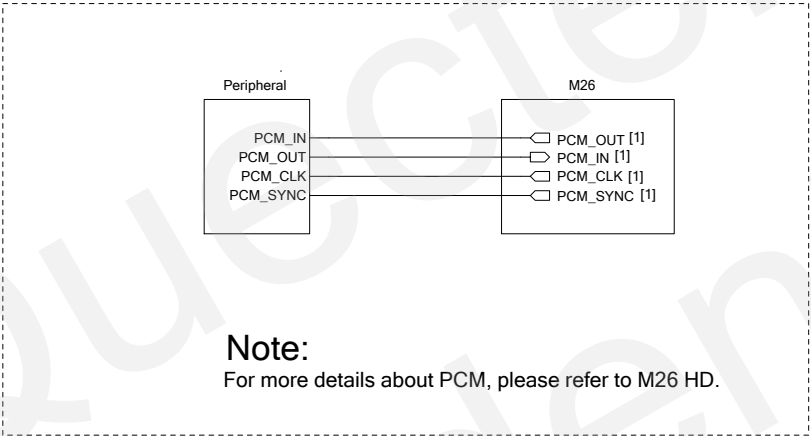 Peripheral
M26
PCM_IN
PCM_OUT [1]
PCM_OUT
PCM_IN [1]
PCM_CLK
PCM_CLK [1]
PCM_SYNC
PCM_SYNC [1]
Note:
For more details about PCM, please refer to M26 HD.